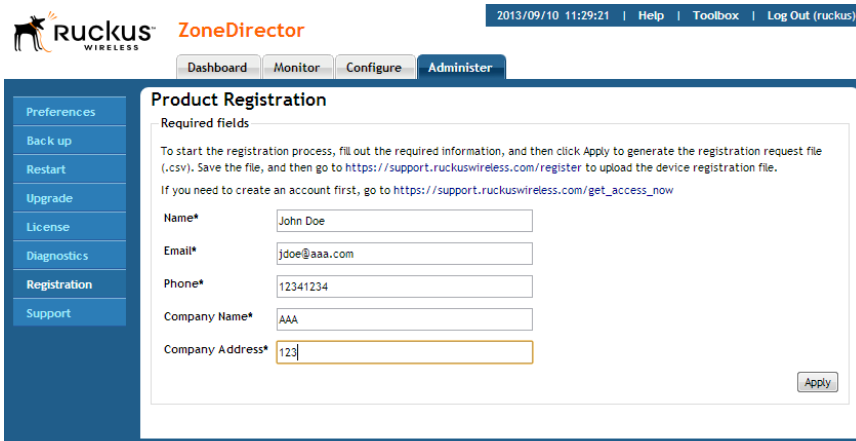 2013/09/10 11:29:21 | Help | Toolbox | Log Out (ruckus)
RUCKUS
WIRELESS
ZoneDirector
Dashboard Monitor Configure Administer
Preferences
Back up
Restart
Upgrade
License
Diagnostics
Registration
Support
Product Registration
Required fields
To start the registration process, fill out the required information, and then click Apply to generate the registration request file
(.csv). Save the file, and then go to https://support.ruckuswireless.com/register to upload the device registration file.
If you need to create an account first, go to https://support.ruckuswireless.com/get_access_now
Name* John Doe
Email* jdoe@aaa.com
Phone* 12341234
Company Name* AAA
Company Address* 123
Apply